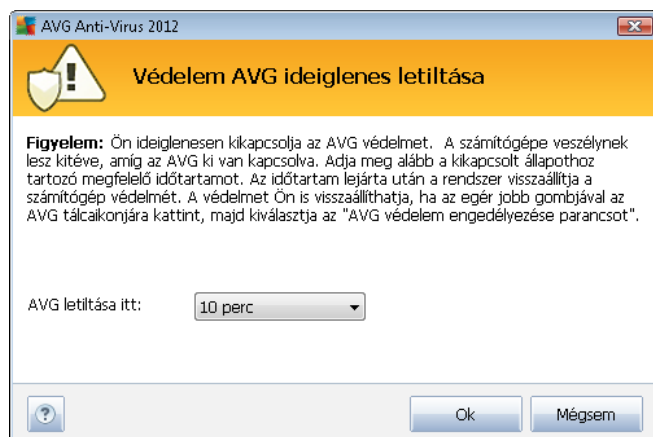 AVG Anti-Virus 2012
Védelem AVG ideiglenes letiltása
Figyelem: Ön ideiglenesen kikapcsolja az AVG védelmet. A számítógépe veszélynek
lesz kitéve, amíg az AVG ki van kapcsolva. Adja meg alább a kikapcsolt állapothoz
tartozó megfelelő időtartamot. Az időtartam lejárta után a rendszer visszaállítja a
számítógép védelmét. A védelmet Ön is visszaállíthatja, ha az egér jobb gombjával az
AVG tálcaikonjára kattint, majd kiválasztja az "AVG védelem engedélyezése parancsot".
AVG letiltása itt:
10 perc
?
Ok
Mégsem